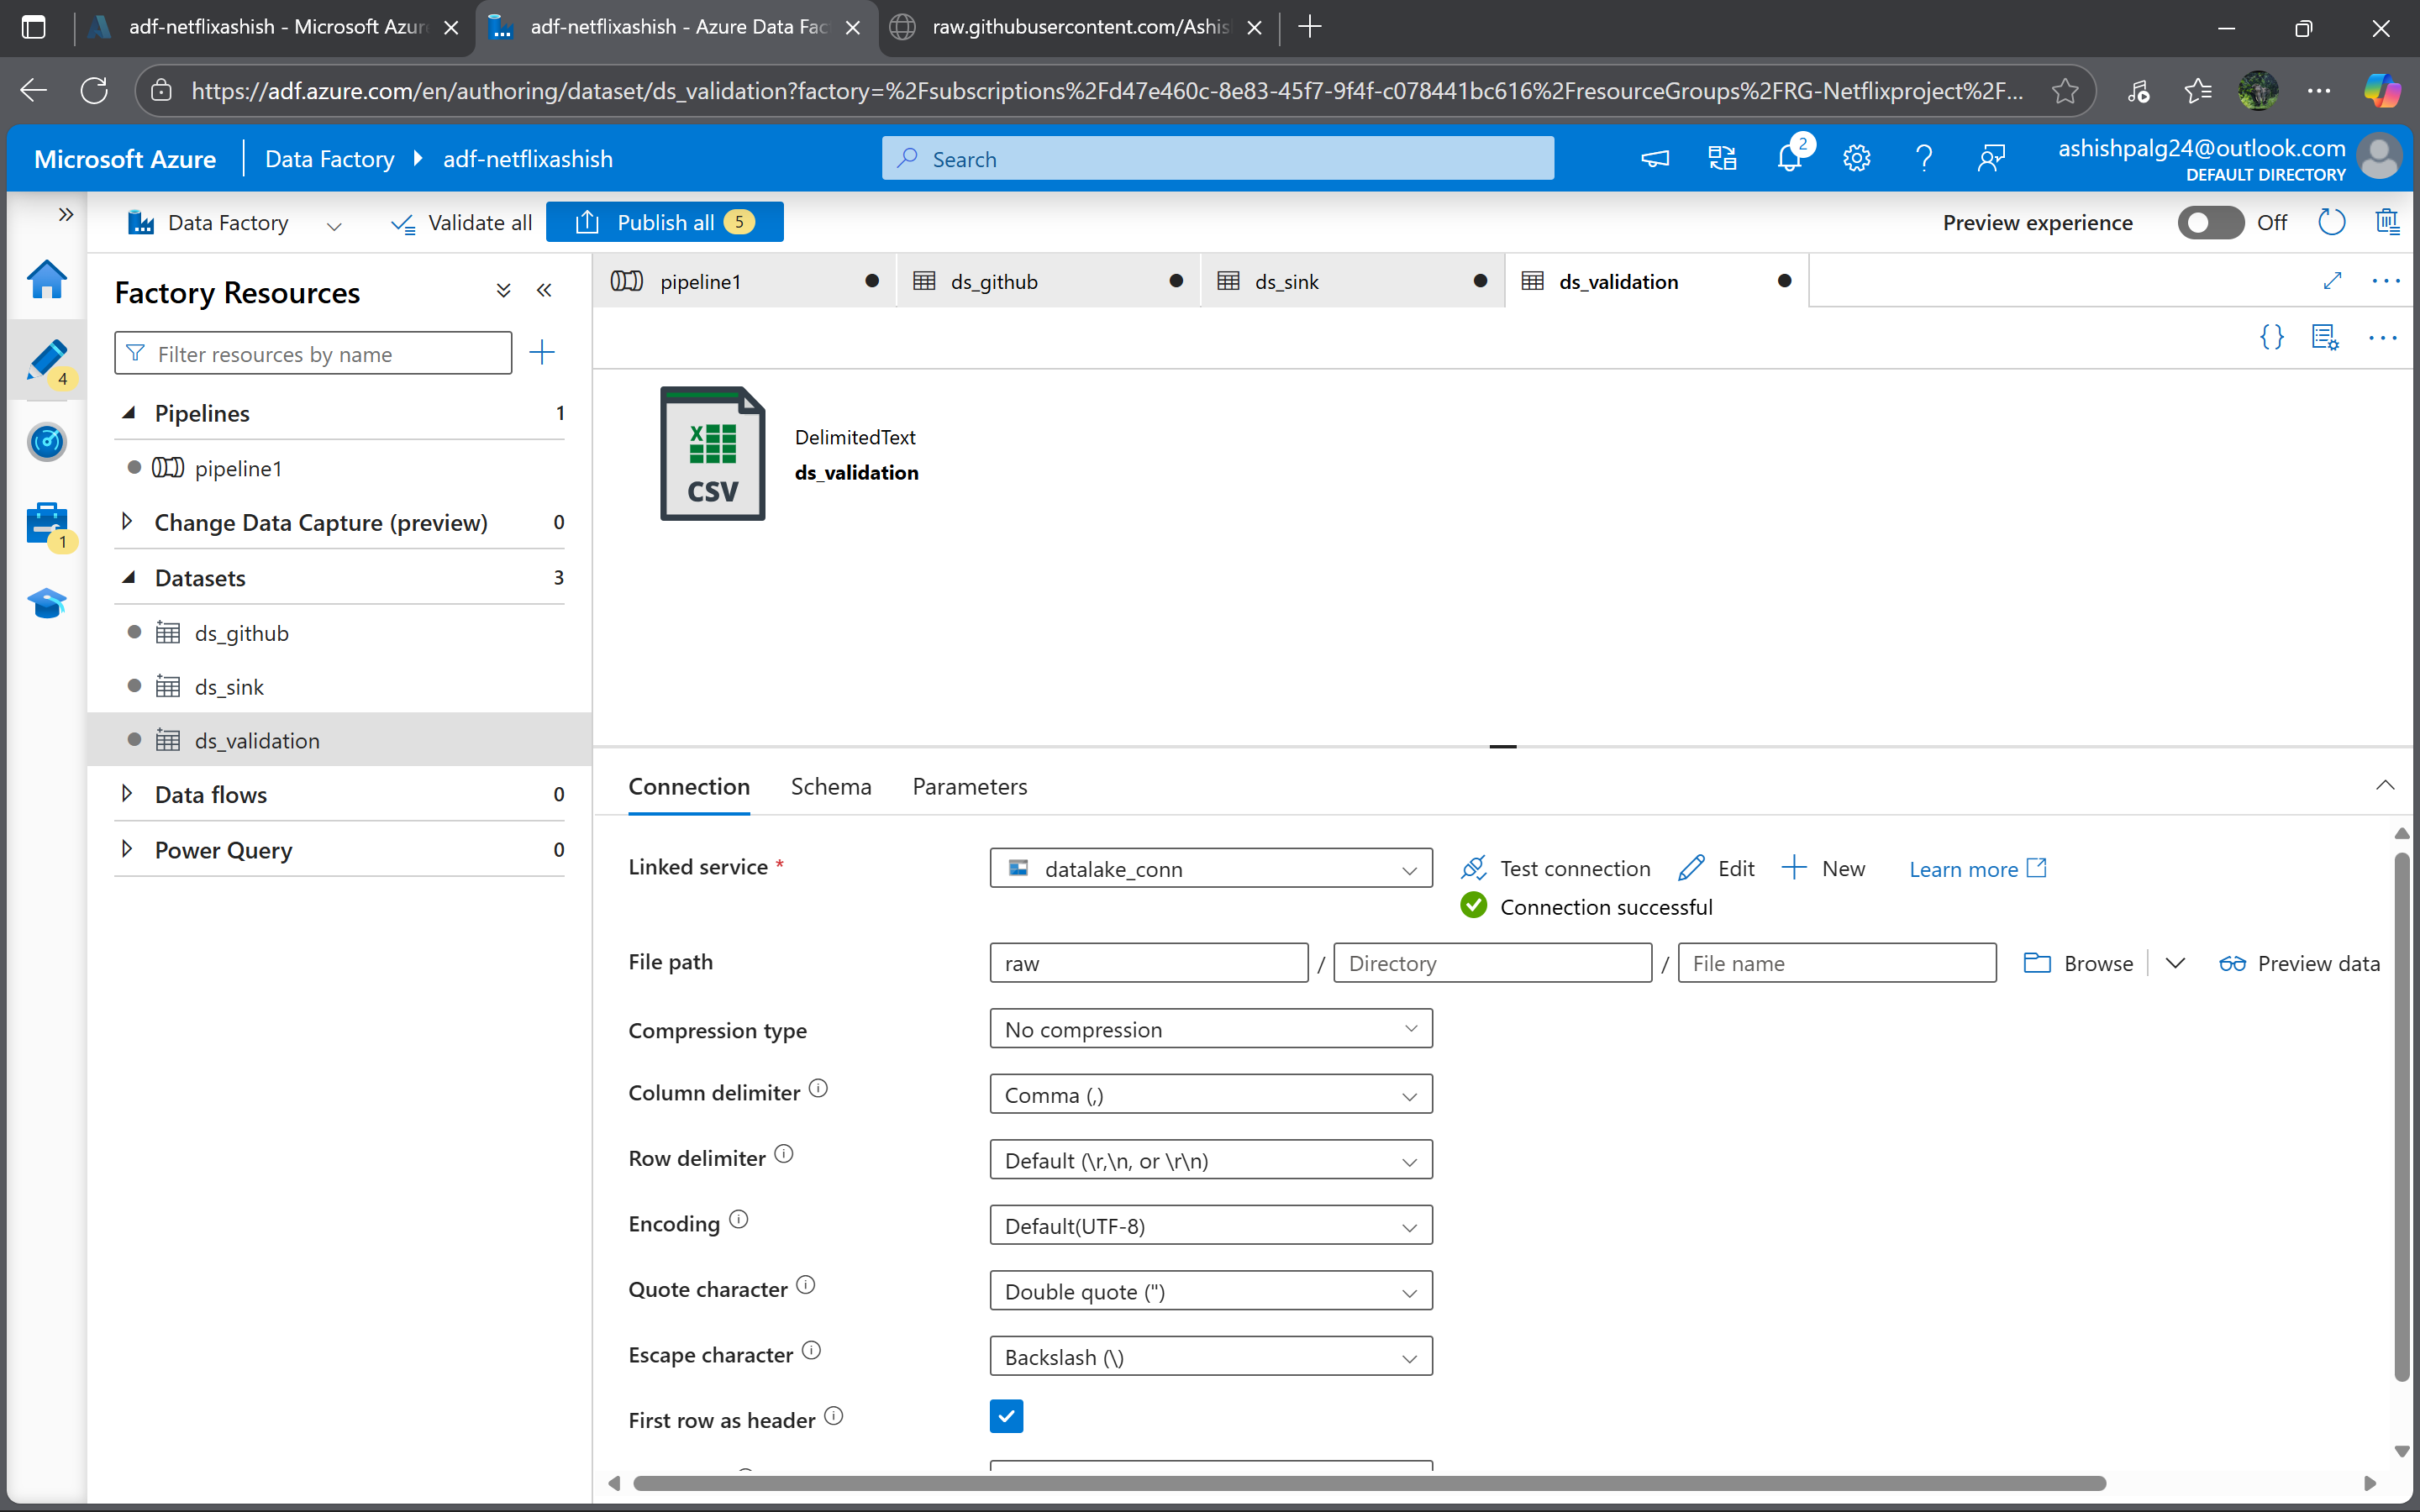 adf-netflixashish - Microsoft Azur
adf-netflixashish - Azure Data Fac
raw.githubusercontent.com/Ashis
https://adf.azure.com/en/authoring/dataset/ds_validation?factory=%2Fsubscriptions%2Fd47e460c-8e83-45f7-9f4f-c078441bc616%2FresourceGroups%2FRG-Netflixproject%2F...
Microsoft Azure
Data Factory
adf-netflixashish
Search
2
ashishpalg24@outlook.com
DEFAULT DIRECTORY
Data Factory
Validate all
Publish all 5
Preview experience
Off
Factory Resources
pipeline1
ds_github
ds_sink
ds_validation
Filter resources by name
4
Pipelines 1
pipeline1
Change Data Capture (preview) 0
1
Datasets 3
ds_github
ds_sink
ds_validation
Data flows 0
Power Query 0
X
CSV
DelimitedText
ds_validation
Connection
Schema
Parameters
Linked service *
datalake_conn
Test connection
Edit
New
Learn more
Connection successful
File path
raw / Directory / File name
Browse
Preview data
Compression type
No compression
Column delimiter
Comma (,)
Row delimiter
Default (\r,\n, or \r\n)
Encoding
Default(UTF-8)
Quote character
Double quote (")
Escape character
Backslash (\)
First row as header